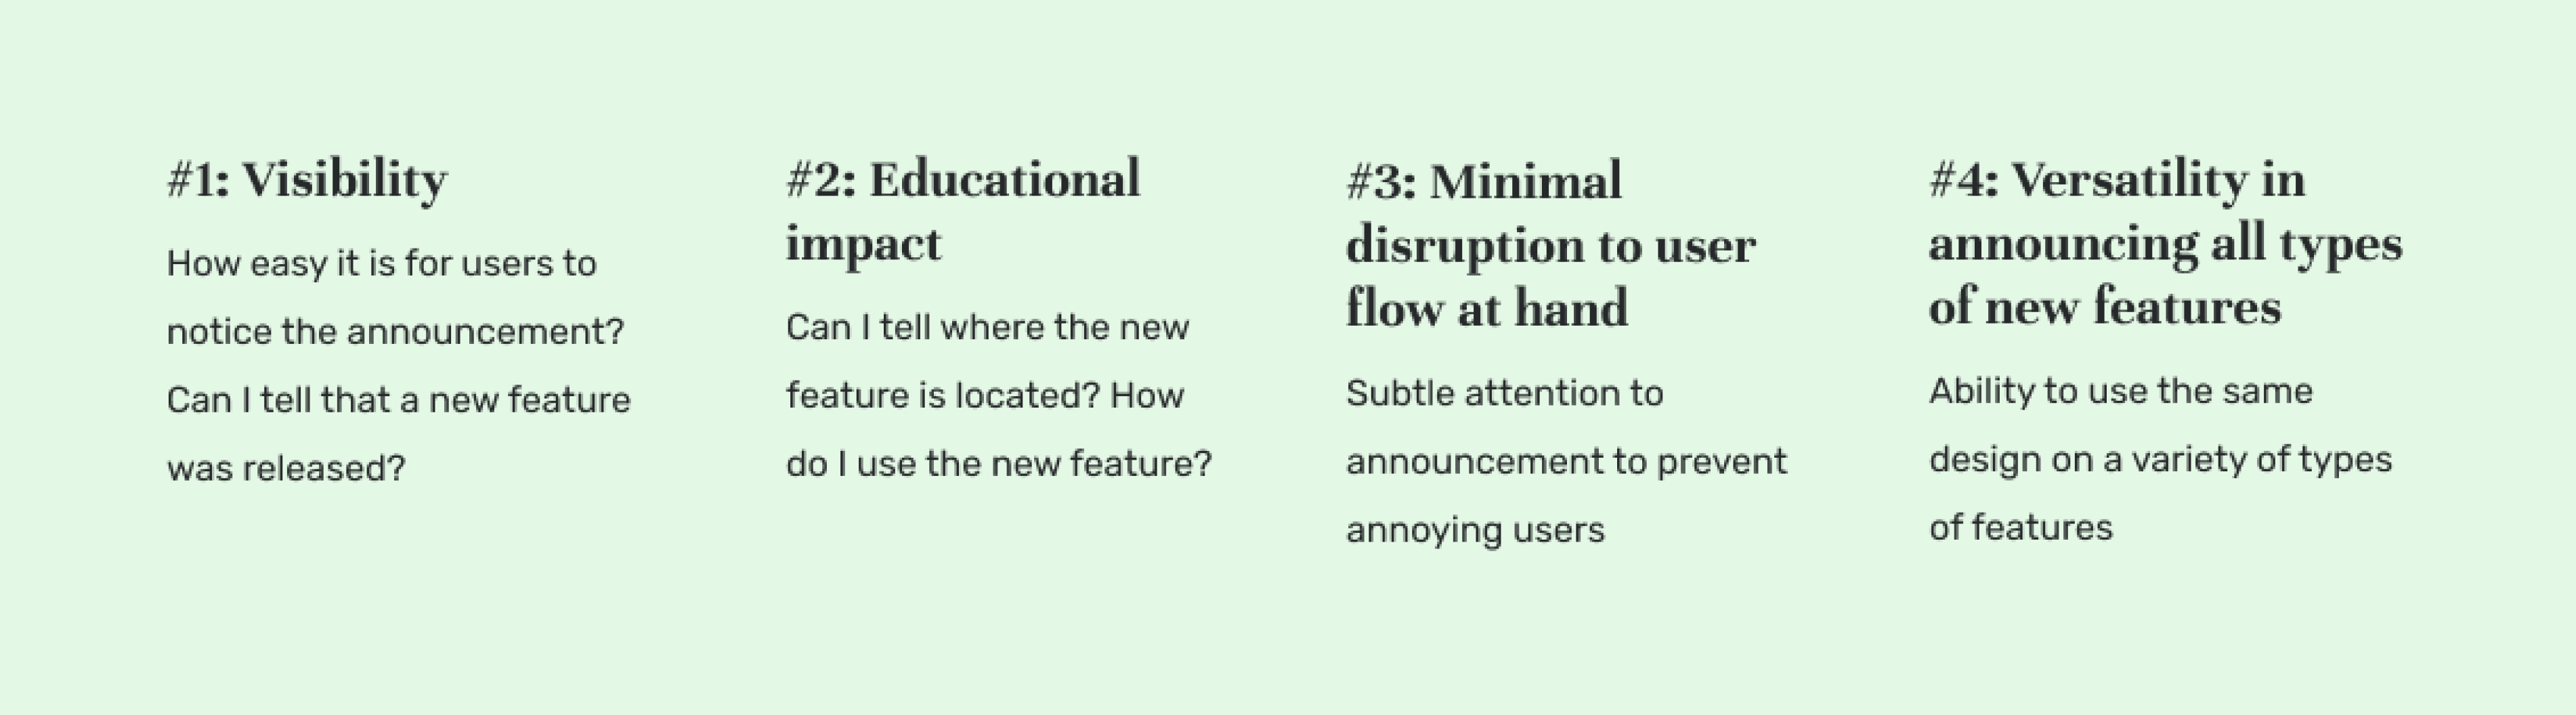 #1: Visibility
How easy it is for users to
notice the announcement?
Can I tell that a new feature
was released?
#2: Educational
impact
Can I tell where the new
feature is located? How
do I use the new feature?
#3: Minimal
disruption to user
flow at hand
Subtle attention to
announcement to prevent
annoying users
#4: Versatility in
announcing all types
of new features
Ability to use the same
design on a variety of types
of features